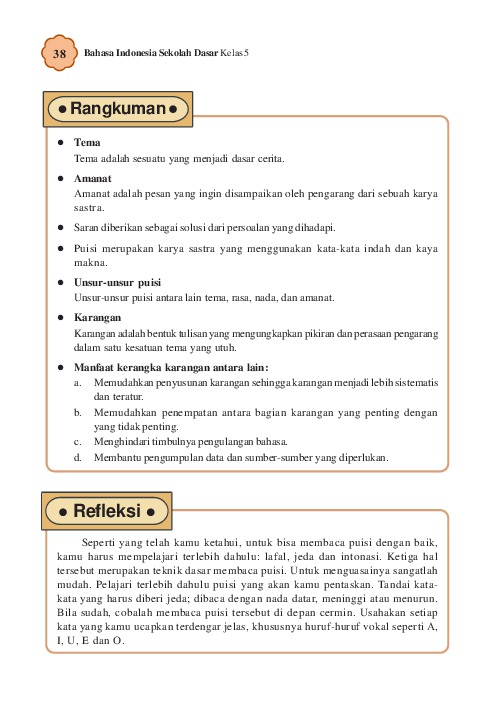 38
Bahasa Indonesia Sekolah Dasar Kelas 5
● Rangkuman ●
● Tema
Tema adalah sesuatu yang menjadi dasar cerita.
● Amanat
Amanat adalah pesan yang ingin disampaikan oleh pengarang dari sebuah karya
sastra.
● Saran diberikan sebagai solusi dari persoalan yang dihadapi.
● Puisi merupakan karya sastra yang menggunakan kata-kata indah dan kaya
makna.
● Unsur-unsur puisi
Unsur-unsur puisi antara lain tema, rasa, nada, dan amanat.
● Karangan
Karangan adalah bentuk tulisan yang mengungkapkan pikiran dan perasaan pengarang
dalam satu kesatuan tema yang utuh.
● Manfaat kerangka karangan antara lain:
a. Memudahkan penyusunan karangan sehingga karangan menjadi lebih sistematis
dan teratur.
b. Memudahkan penempatan antara bagian karangan yang penting dengan
yang tidak penting.
c. Menghindari timbulnya pengulangan bahasa.
d. Membantu pengumpulan data dan sumber-sumber yang diperlukan.
● Refleksi ●
Seperti yang telah kamu ketahui, untuk bisa membaca puisi dengan baik,
kamu harus mempelajari terlebih dahulu: lafal, jeda dan intonasi. Ketiga hal
tersebut merupakan teknik dasar membaca puisi. Untuk menguasainya sangatlah
mudah. Pelajari terlebih dahulu puisi yang akan kamu pentaskan. Tandai kata-
kata yang harus diberi jeda; dibaca dengan nada datar, meninggi atau menurun.
Bila sudah, cobalah membaca puisi tersebut di depan cermin. Usahakan setiap
kata yang kamu ucapkan terdengar jelas, khususnya huruf-huruf vokal seperti A,
I, U, E dan O.